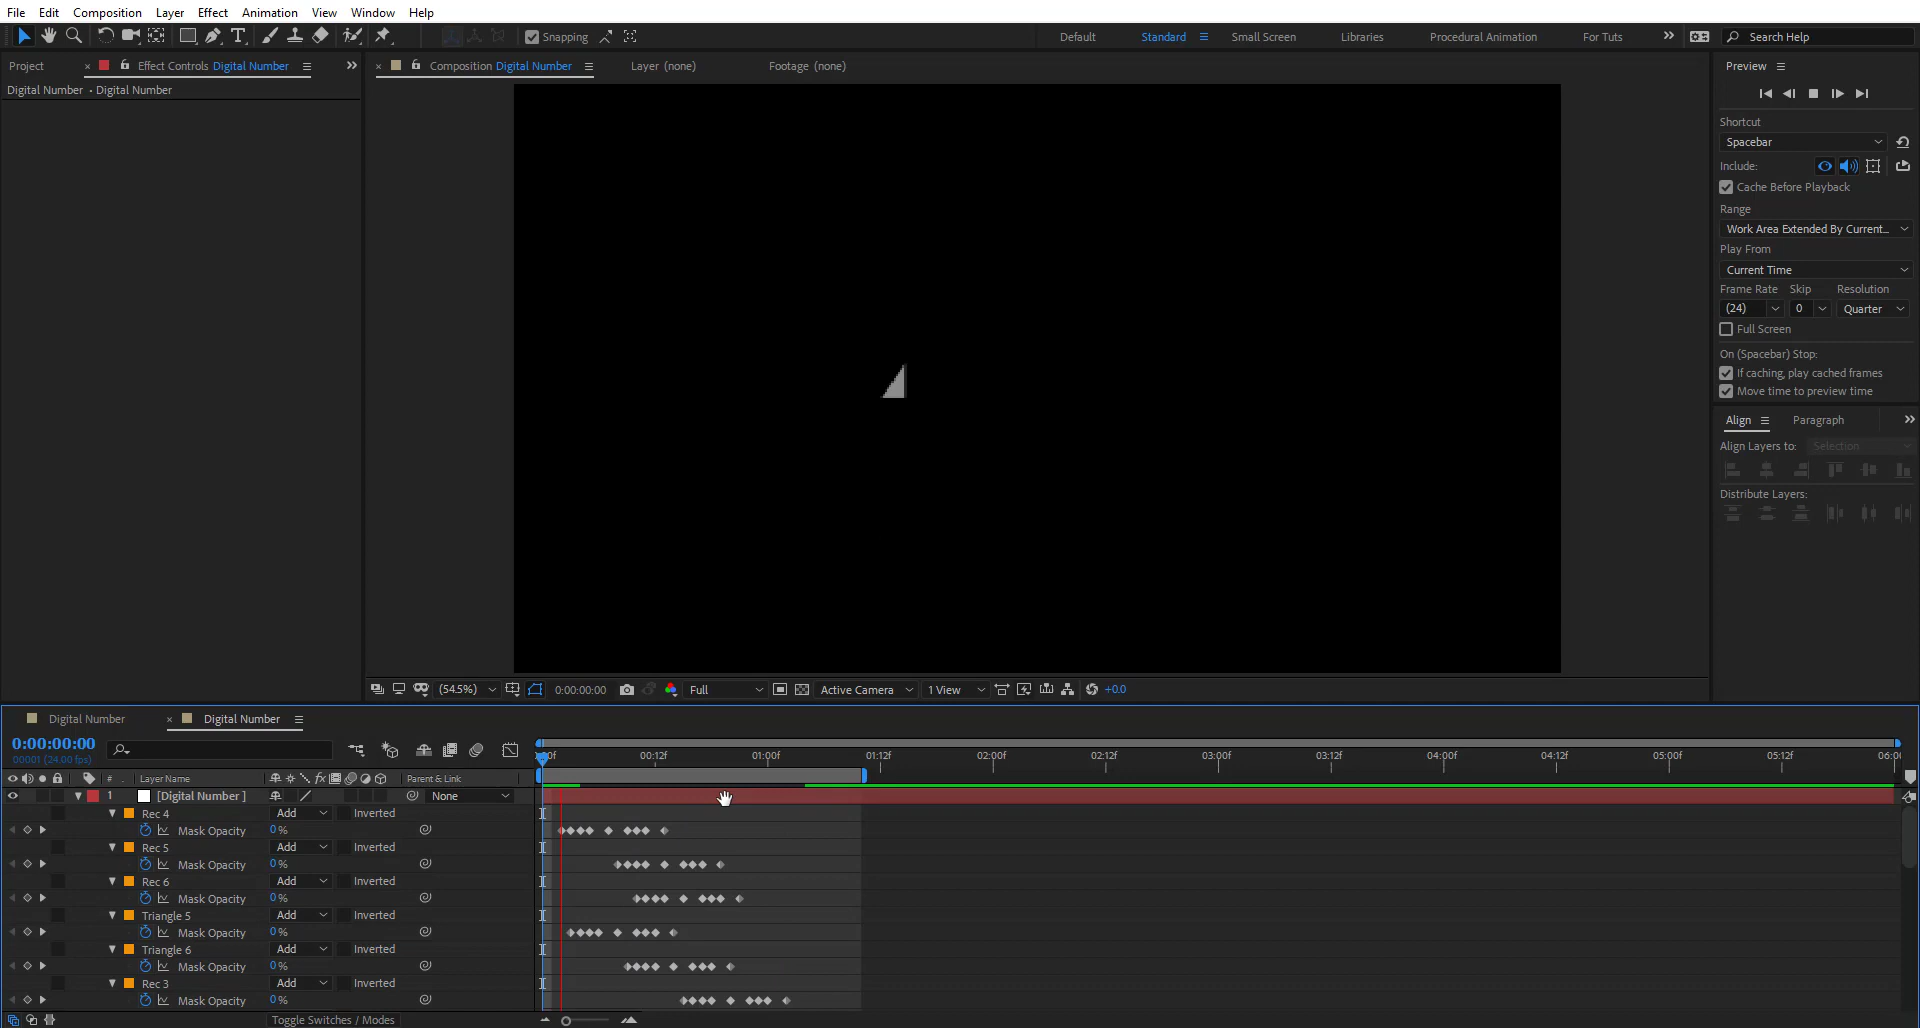 File Edit Composition Layer Effect Animation View Window Help
Snapping Default Standard Small Screen Libraries Procedural Animation For Tuts Search Help
Project Effect Controls Digital Number Composition Digital Number Layer (none) Footage (none) Preview
Digital Number • Digital Number
Shortcut
Spacebar
Include:
Cache Before Playback
Range
Work Area Extended By Current...
Play From
Current Time
Frame Rate Skip Resolution
(24) 0 Quarter
Full Screen
On (Spacebar) Stop:
If caching, play cached frames
Move time to preview time
Align Paragraph
Align Layers to: Selection
Distribute Layers:
(54.5%) 0:00:00:00 Full Active Camera 1 View +0.0
Digital Number Digital Number
0:00:00:00
00001 (24.00 fps)
00f 00:12f 01:00f 01:12f 02:00f 02:12f 03:00f 03:12f 04:00f 04:12f 05:00f 05:12f 06:0
# Layer Name fx Parent & Link
1 [Digital Number ] None
Rec 4 Add Inverted
Mask Opacity 0%
Rec 5 Add Inverted
Mask Opacity 0%
Rec 6 Add Inverted
Mask Opacity 0%
Triangle 5 Add Inverted
Mask Opacity 0%
Triangle 6 Add Inverted
Mask Opacity 0%
Rec 3 Add Inverted
Mask Opacity 0%
Toggle Switches / Modes